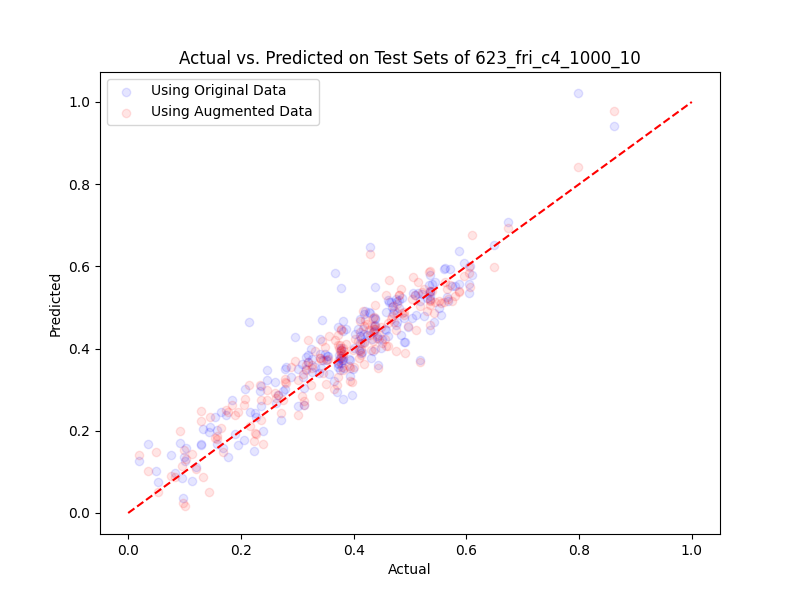 Actual vs. Predicted on Test Sets of 623_fri_c4_1000_10
Using Original Data
Using Augmented Data
Predicted
1.0
0.8
0.6
0.4
0.2
0.0
0.0 0.2 0.4 0.6 0.8 1.0
Actual